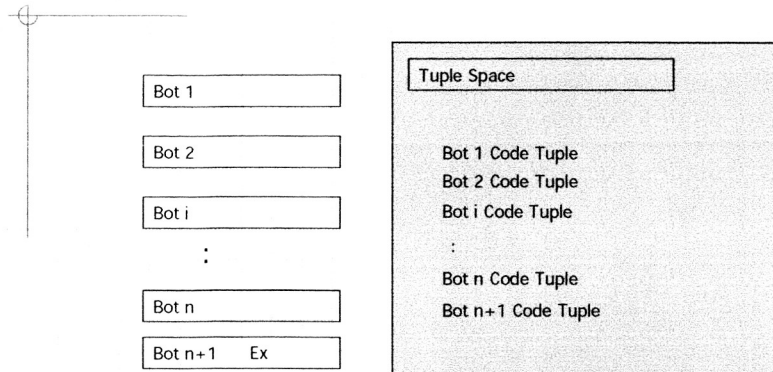 Bot 1
Bot 2
Bot i
:
Bot n
Bot n+1 Ex
Tuple Space
Bot 1 Code Tuple
Bot 2 Code Tuple
Bot i Code Tuple
:
Bot n Code Tuple
Bot n+1 Code Tuple